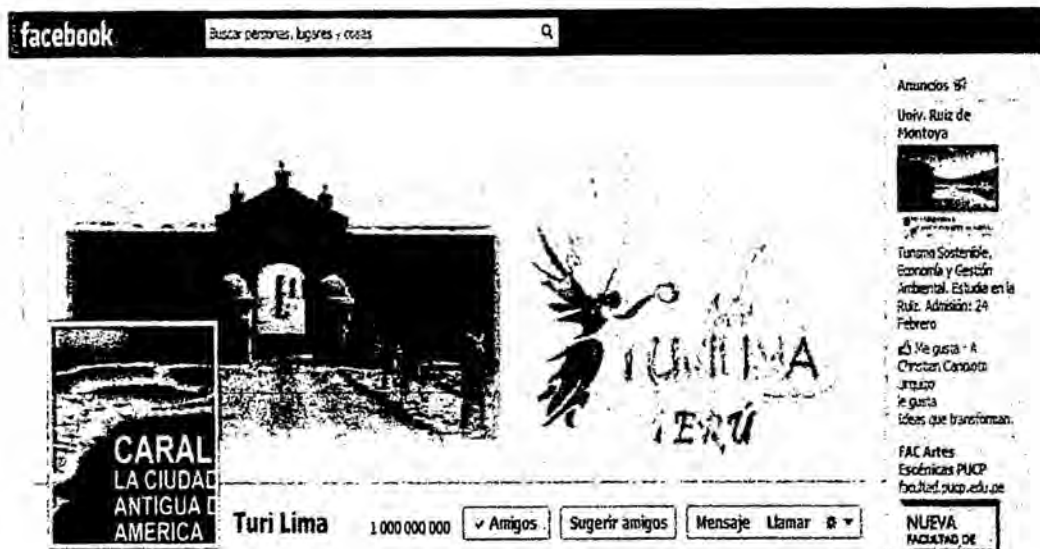 facebook
Buscar personas, lugares y cosas
TURILIMA
PERÚ
CARAL
LA CIUDAD
ANTIGUA D
AMERICA
Turi Lima
1 000 000 000
Amigos
Sugerir amigos
Mensaje Llamar
Anuncios
Univ. Ruiz de
Montoya
Turismo Sostenible,
Economía y Gestión
Ambiental. Estudia en la
Ruiz. Admisión: 24
Febrero
Me gusta · A
Christian
le gusta
Ideas que transforman.
FAC Artes
Escénicas PUCP
facultad.pucp.edu.pe
NUEVA
FACULTAD DE